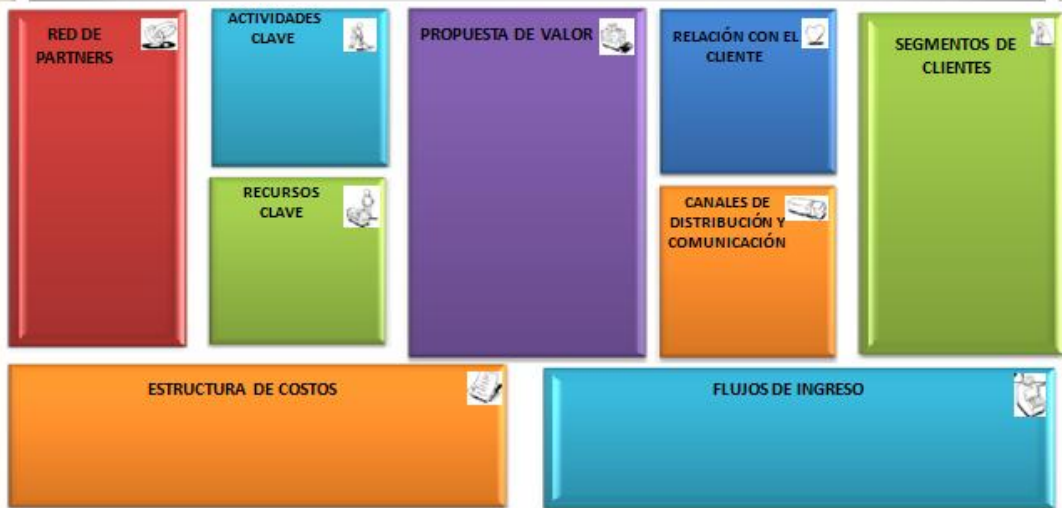 RED DE
PARTNERS
ACTIVIDADES
CLAVE
RECURSOS
CLAVE
PROPUESTA DE VALOR
RELACIÓN CON EL
CLIENTE
CANALES DE
DISTRIBUCIÓN Y
COMUNICACIÓN
SEGMENTOS DE
CLIENTES
ESTRUCTURA DE COSTOS
FLUJOS DE INGRESO